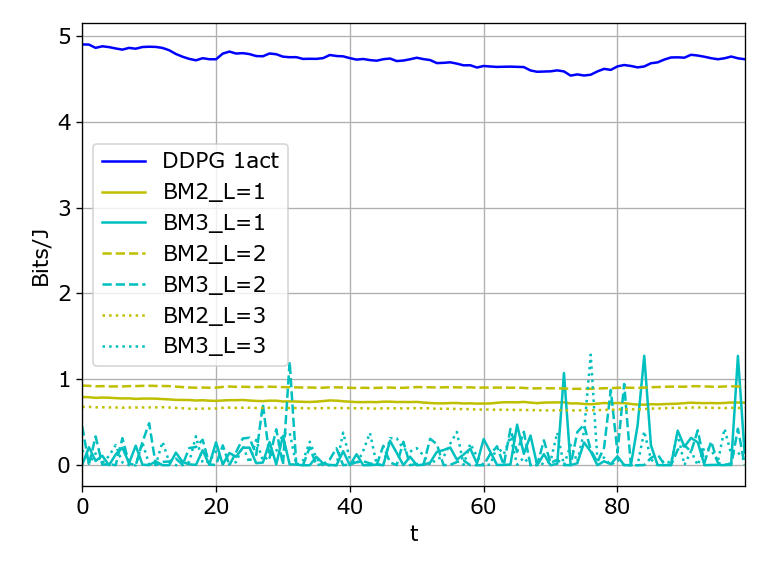 5
4
3
2
1
0
Bits/J
DDPG 1act
BM2_L=1
BM3_L=1
BM2_L=2
BM3_L=2
BM2_L=3
BM3_L=3
0 20 40 60 80
t